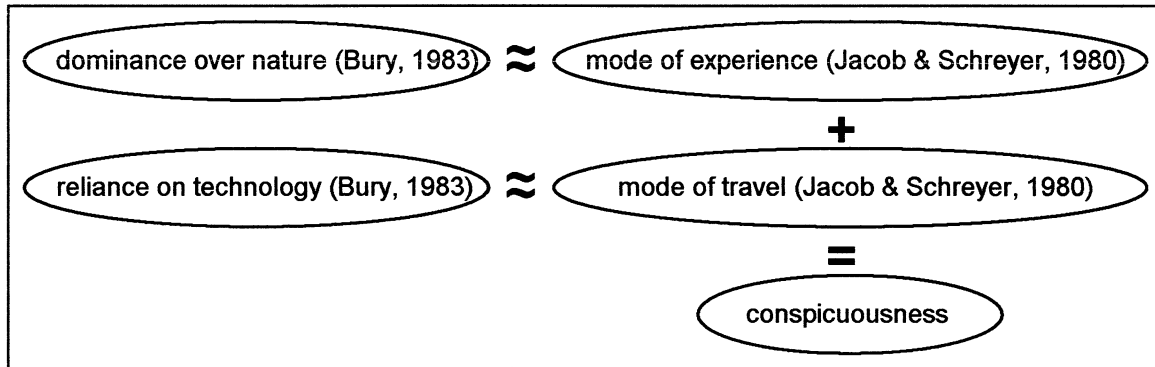 dominance over nature (Bury, 1983) ≈ mode of experience (Jacob & Schreyer, 1980)
+
reliance on technology (Bury, 1983) ≈ mode of travel (Jacob & Schreyer, 1980)
=
conspicuousness